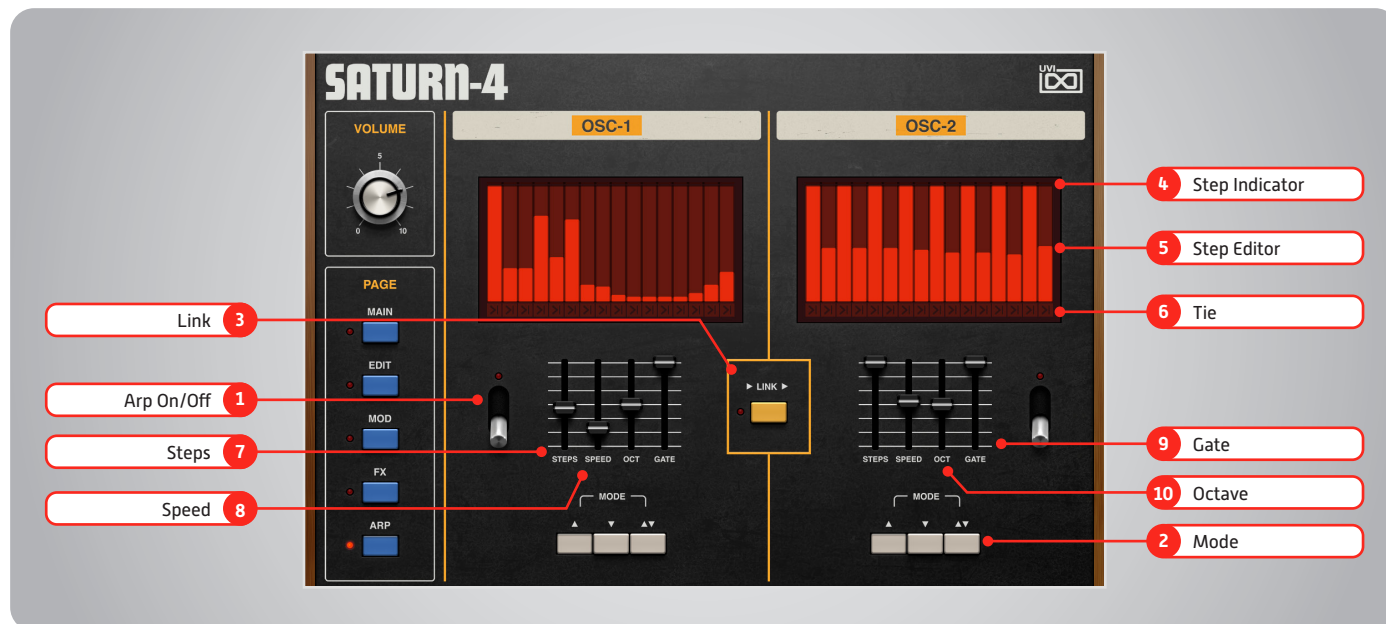 SATURN-4
UVI
VOLUME
5
0 10
PAGE
MAIN
EDIT
MOD
FX
ARP
OSC-1
OSC-2
► LINK ►
STEPS SPEED OCT GATE
MODE
▲ ▼ ▲▼
STEPS SPEED OCT GATE
MODE
▲ ▼ ▲▼
Link 3
Arp On/Off 1
Steps 7
Speed 8
4 Step Indicator
5 Step Editor
6 Tie
9 Gate
10 Octave
2 Mode